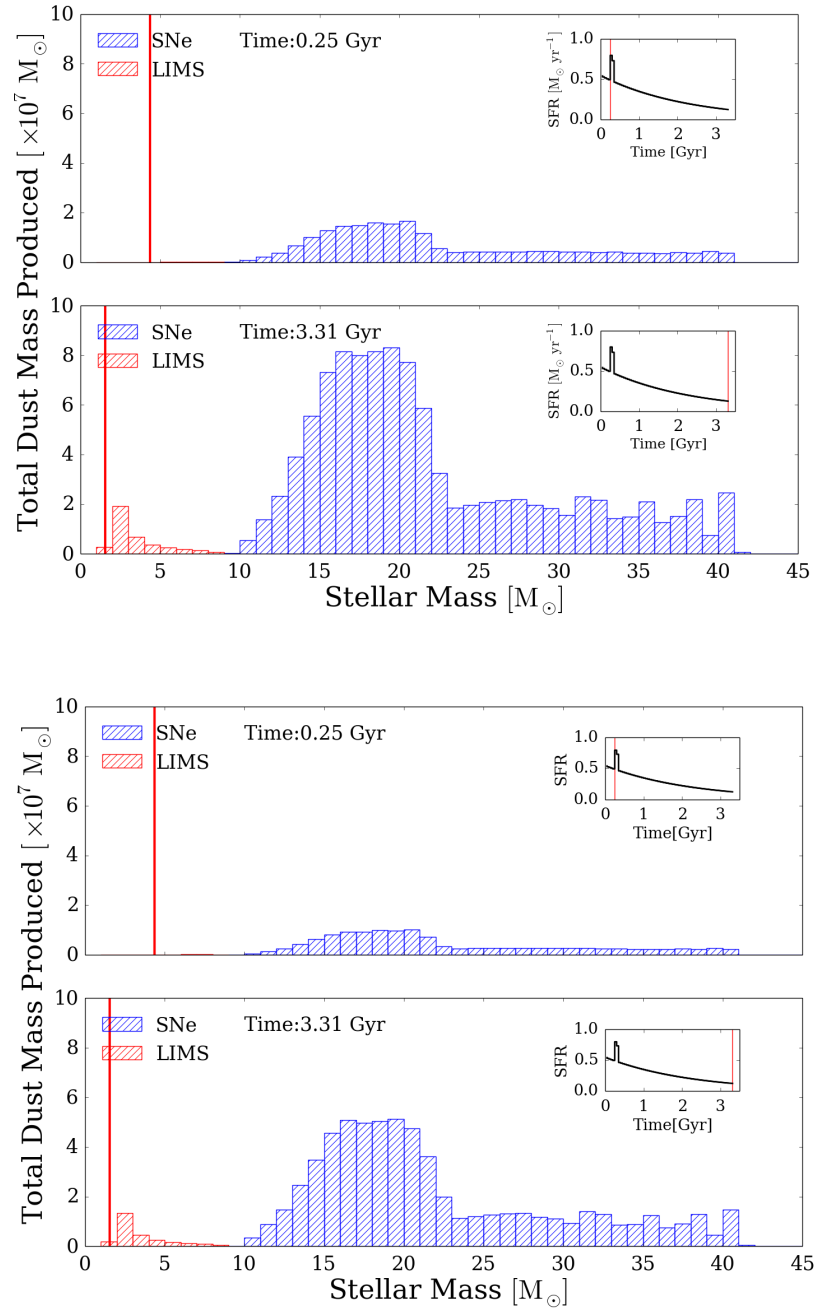 Total Dust Mass Produced [×10⁷ M☉]
10
8
6
4
2
0
SNe
LIMS
Time:0.25 Gyr
SFR [M☉ yr⁻¹]
1.0
0.5
0.0
0 1 2 3
Time [Gyr]
10
8
6
4
2
0
SNe
LIMS
Time:3.31 Gyr
SFR [M☉ yr⁻¹]
1.0
0.5
0.0
0 1 2 3
Time [Gyr]
0 5 10 15 20 25 30 35 40 45
Stellar Mass [M☉]
Total Dust Mass Produced [×10⁷ M☉]
10
8
6
4
2
0
SNe
LIMS
Time:0.25 Gyr
SFR
1.0
0.5
0.0
0 1 2 3
Time[Gyr]
10
8
6
4
2
0
SNe
LIMS
Time:3.31 Gyr
SFR
1.0
0.5
0.0
0 1 2 3
Time[Gyr]
0 5 10 15 20 25 30 35 40 45
Stellar Mass [M☉]